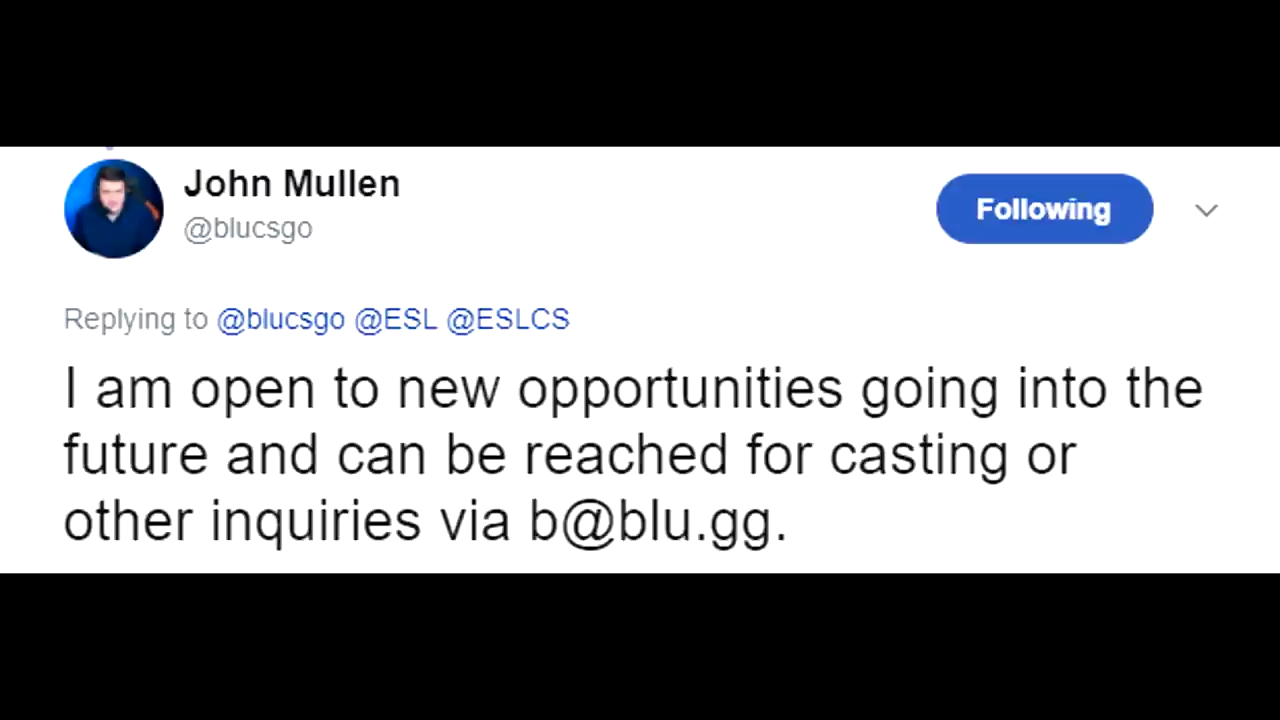 John Mullen
@blucsgo
Following
Replying to @blucsgo @ESL @ESLCS
I am open to new opportunities going into the
future and can be reached for casting or
other inquiries via b@blu.gg.